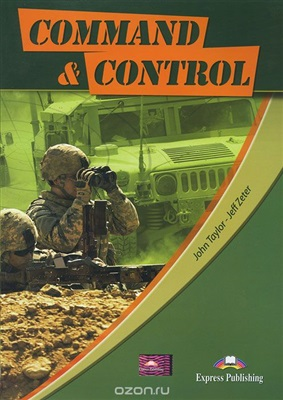 COMMAND
& CONTROL
John Taylor - Jeff Zeter
Express Publishing
ozon.ru